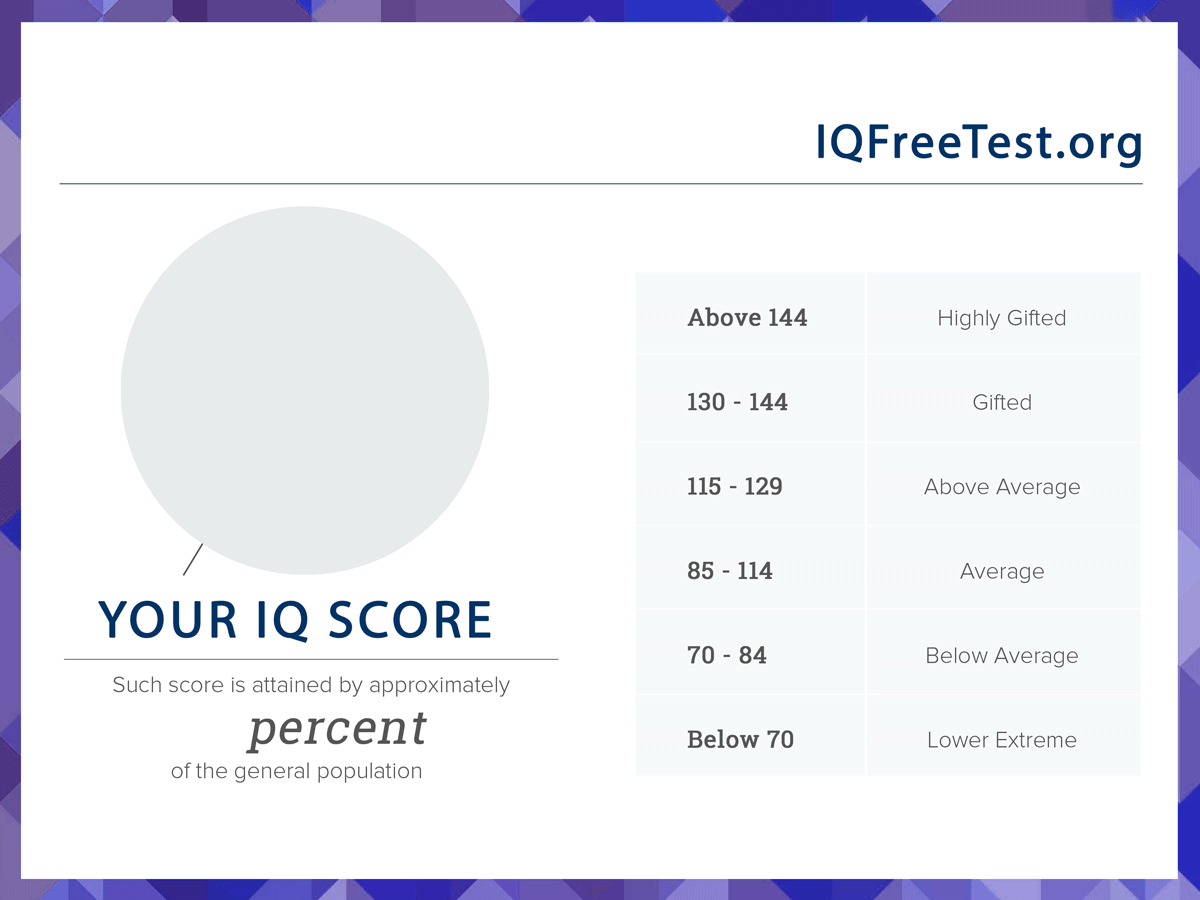 IQFreeTest.org
YOUR IQ SCORE
Such score is attained by approximately
percent
of the general population
Above 144 Highly Gifted
130 - 144 Gifted
115 - 129 Above Average
85 - 114 Average
70 - 84 Below Average
Below 70 Lower Extreme